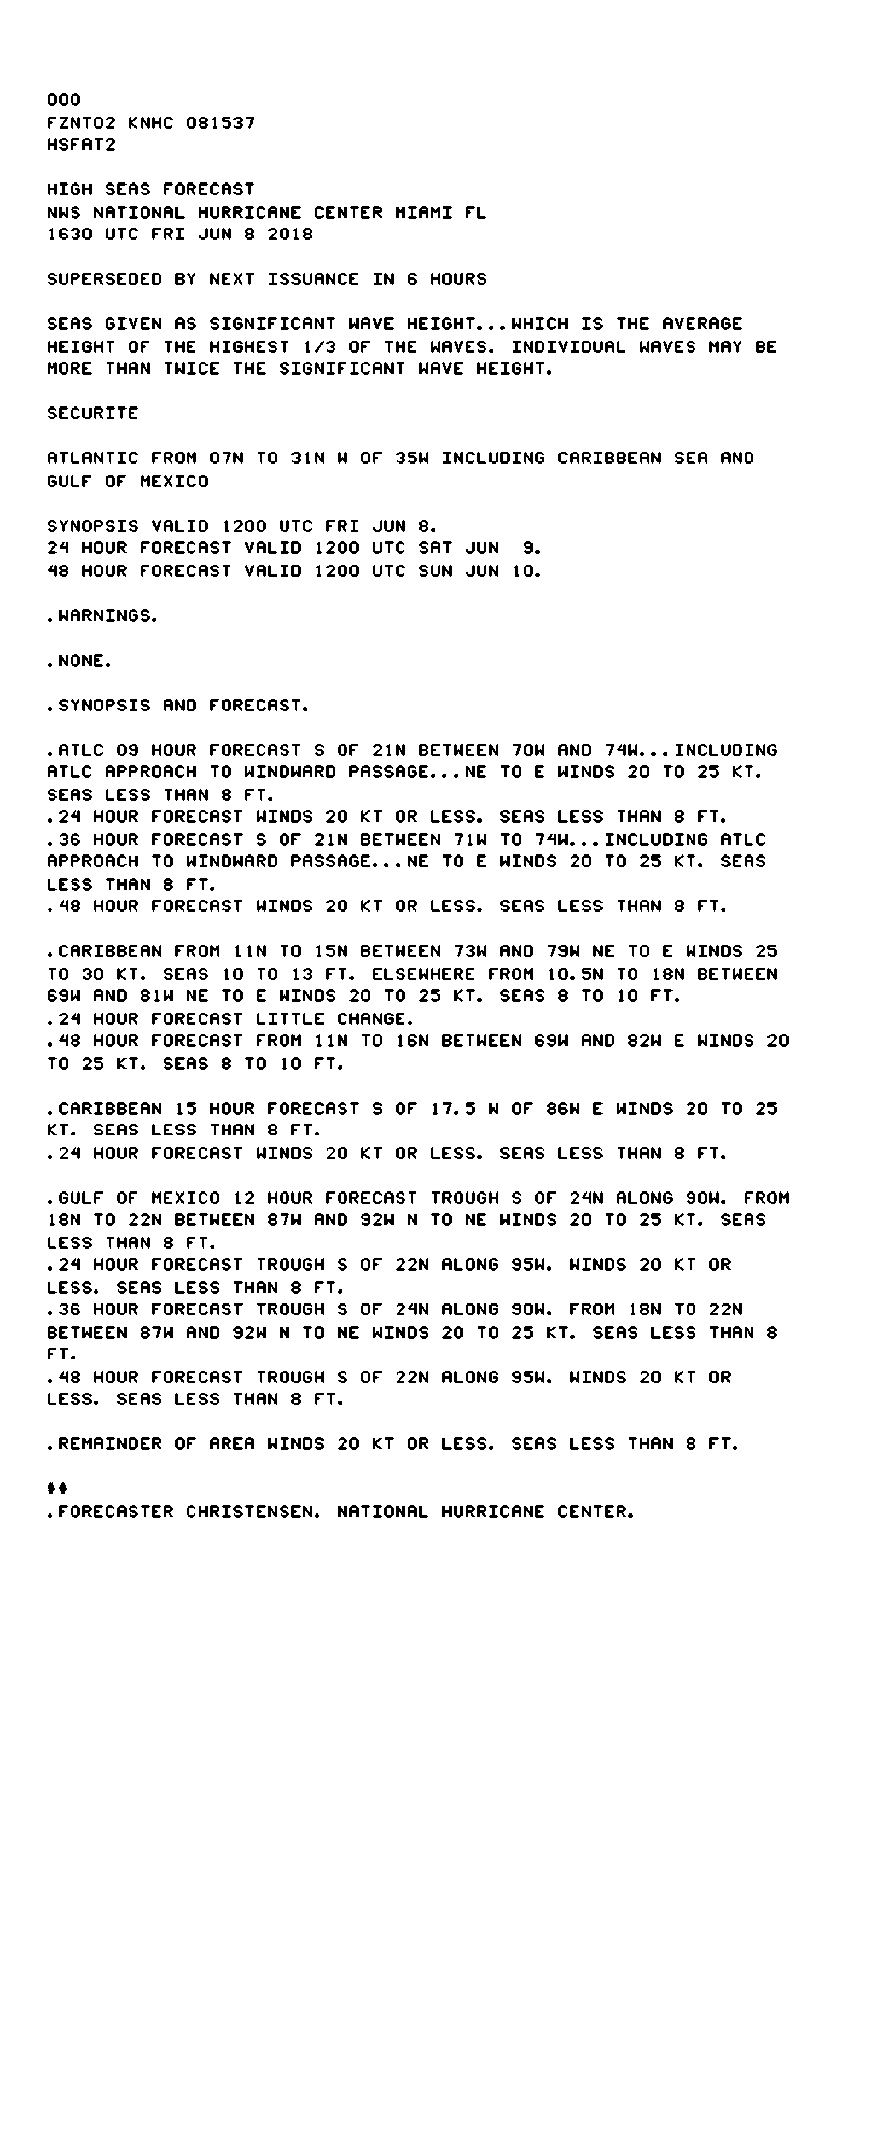 000
FZNT02 KNHC 081537
HSFAT2
HIGH SEAS FORECAST
NWS NATIONAL HURRICANE CENTER MIAMI FL
1630 UTC FRI JUN 8 2018
SUPERSEDED BY NEXT ISSUANCE IN 6 HOURS
SEAS GIVEN AS SIGNIFICANT WAVE HEIGHT...WHICH IS THE AVERAGE
HEIGHT OF THE HIGHEST 1/3 OF THE WAVES. INDIVIDUAL WAVES MAY BE
MORE THAN TWICE THE SIGNIFICANT WAVE HEIGHT.
SECURITE
ATLANTIC FROM 07N TO 31N W OF 35W INCLUDING CARIBBEAN SEA AND
GULF OF MEXICO
SYNOPSIS VALID 1200 UTC FRI JUN 8.
24 HOUR FORECAST VALID 1200 UTC SAT JUN  9.
48 HOUR FORECAST VALID 1200 UTC SUN JUN 10.
.WARNINGS.
.NONE.
.SYNOPSIS AND FORECAST.
.ATLC 09 HOUR FORECAST S OF 21N BETWEEN 70W AND 74W...INCLUDING
ATLC APPROACH TO WINDWARD PASSAGE...NE TO E WINDS 20 TO 25 KT.
SEAS LESS THAN 8 FT.
.24 HOUR FORECAST WINDS 20 KT OR LESS. SEAS LESS THAN 8 FT.
.36 HOUR FORECAST S OF 21N BETWEEN 71W TO 74W...INCLUDING ATLC
APPROACH TO WINDWARD PASSAGE...NE TO E WINDS 20 TO 25 KT. SEAS
LESS THAN 8 FT.
.48 HOUR FORECAST WINDS 20 KT OR LESS. SEAS LESS THAN 8 FT.
.CARIBBEAN FROM 11N TO 15N BETWEEN 73W AND 79W NE TO E WINDS 25
TO 30 KT. SEAS 10 TO 13 FT. ELSEWHERE FROM 10.5N TO 18N BETWEEN
69W AND 81W NE TO E WINDS 20 TO 25 KT. SEAS 8 TO 10 FT.
.24 HOUR FORECAST LITTLE CHANGE.
.48 HOUR FORECAST FROM 11N TO 16N BETWEEN 69W AND 82W E WINDS 20
TO 25 KT. SEAS 8 TO 10 FT.
.CARIBBEAN 15 HOUR FORECAST S OF 17.5 W OF 86W E WINDS 20 TO 25
KT. SEAS LESS THAN 8 FT.
.24 HOUR FORECAST WINDS 20 KT OR LESS. SEAS LESS THAN 8 FT.
.GULF OF MEXICO 12 HOUR FORECAST TROUGH S OF 24N ALONG 90W. FROM
18N TO 22N BETWEEN 87W AND 92W N TO NE WINDS 20 TO 25 KT. SEAS
LESS THAN 8 FT.
.24 HOUR FORECAST TROUGH S OF 22N ALONG 95W. WINDS 20 KT OR
LESS. SEAS LESS THAN 8 FT.
.36 HOUR FORECAST TROUGH S OF 24N ALONG 90W. FROM 18N TO 22N
BETWEEN 87W AND 92W N TO NE WINDS 20 TO 25 KT. SEAS LESS THAN 8
FT.
.48 HOUR FORECAST TROUGH S OF 22N ALONG 95W. WINDS 20 KT OR
LESS. SEAS LESS THAN 8 FT.
.REMAINDER OF AREA WINDS 20 KT OR LESS. SEAS LESS THAN 8 FT.
$$
.FORECASTER CHRISTENSEN. NATIONAL HURRICANE CENTER.